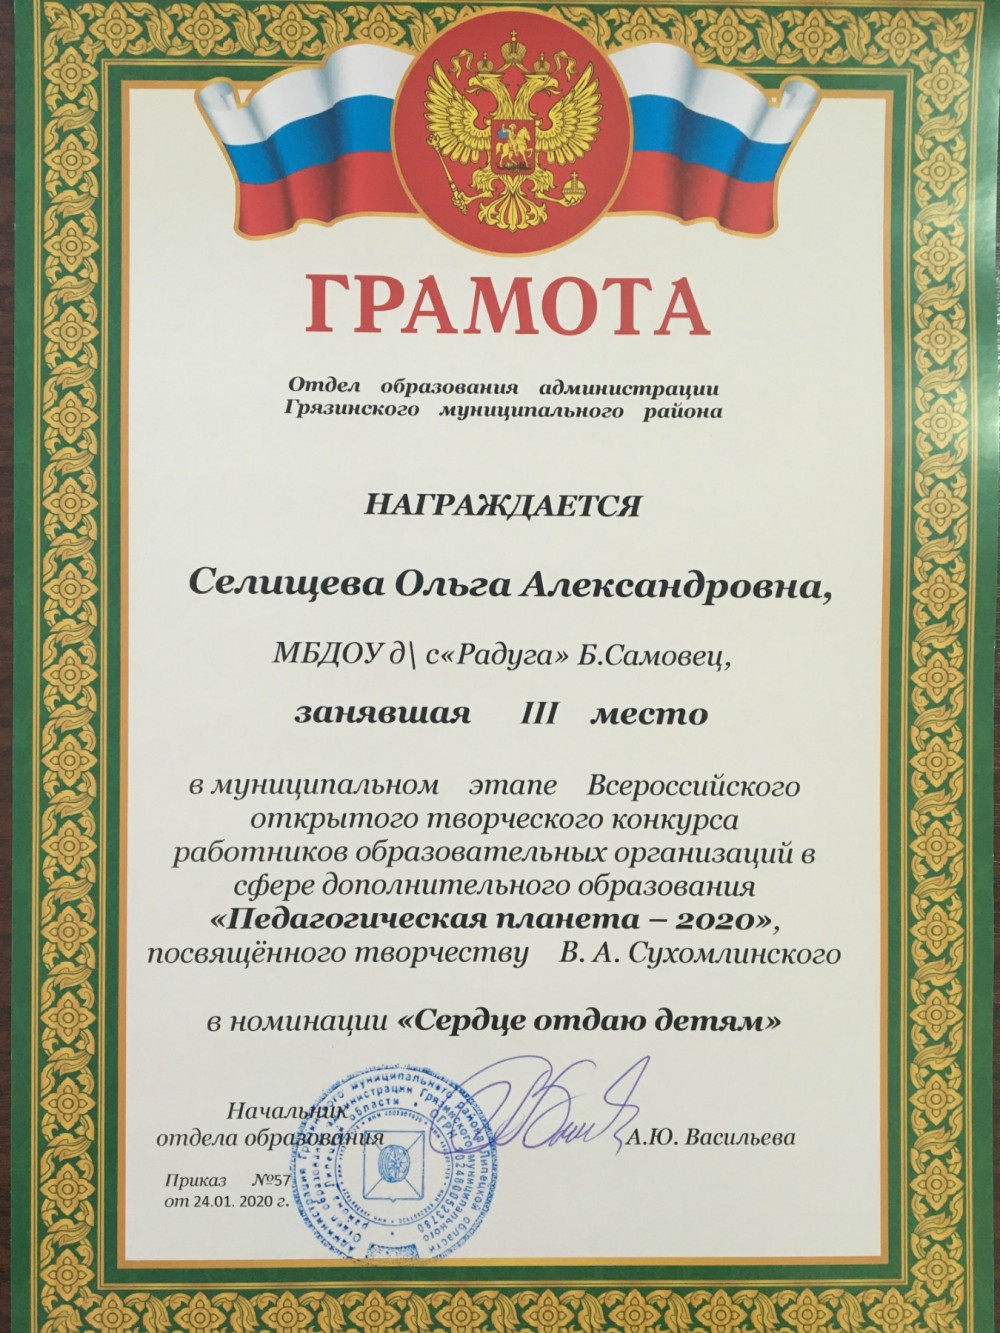 ГРАМОТА
Отдел образования администрации
Грязинского муниципального района
НАГРАЖДАЕТСЯ
Селищева Ольга Александровна,
МБДОУ д\ с«Радуга» Б.Самовец,
занявшая III место
в муниципальном этапе Всероссийского
открытого творческого конкурса
работников образовательных организаций в
сфере дополнительного образования
«Педагогическая планета – 2020»,
посвящённого творчеству В. А. Сухомлинского
в номинации «Сердце отдаю детям»
Начальник
отдела образования А.Ю. Васильева
Приказ №57
от 24.01. 2020 г.